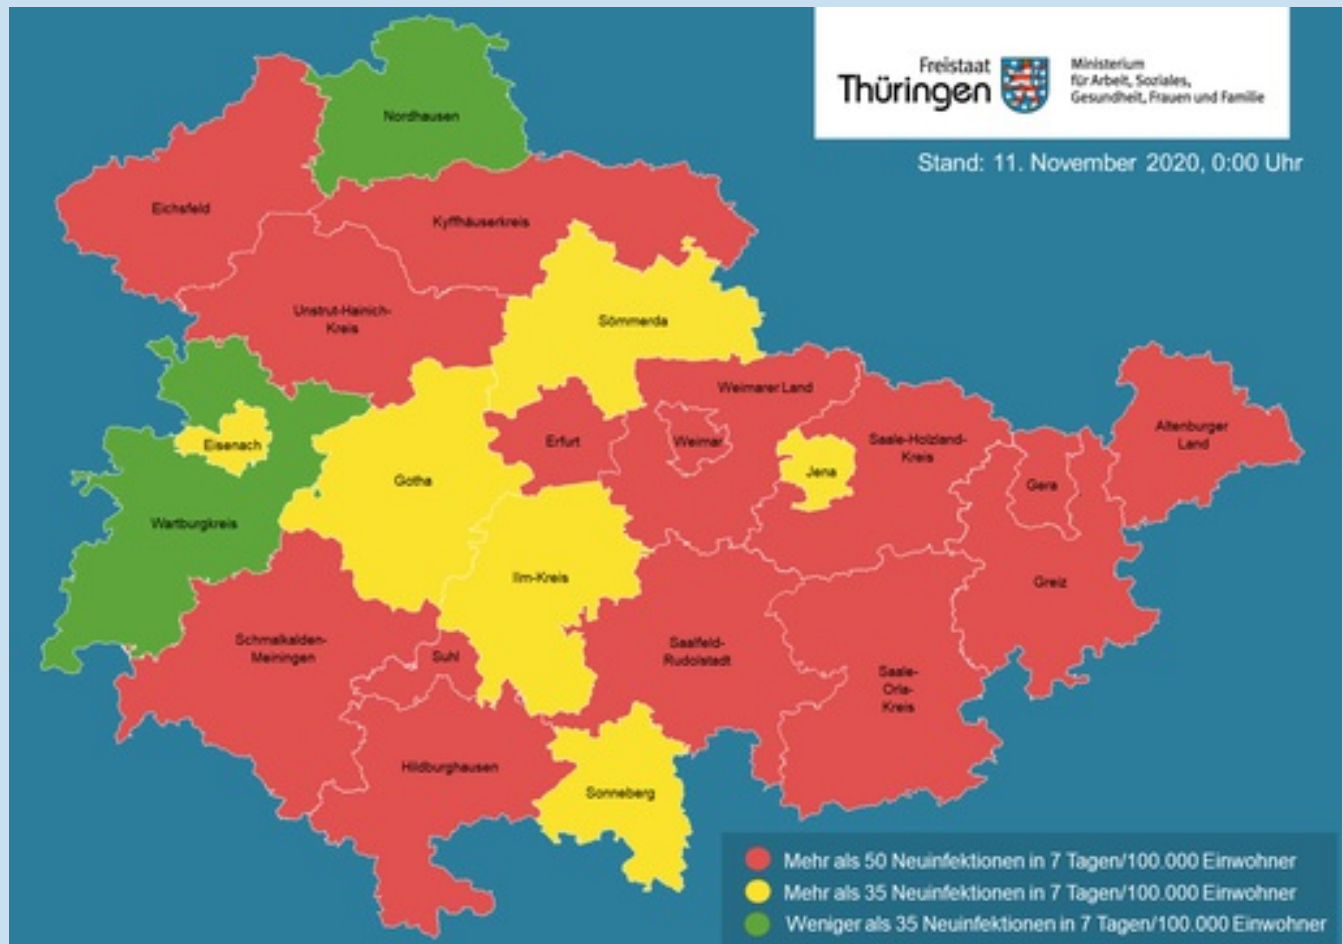 Freistaat
Thüringen
Ministerium
für Arbeit, Soziales,
Gesundheit, Frauen und Familie
Stand: 11. November 2020, 0:00 Uhr
Nordhausen
Eichsfeld
Kyffhäuserkreis
Unstrut-Hainich-
Kreis
Sömmerda
Weimarer Land
Eisenach
Gotha
Erfurt
Weimar
Jena
Saale-Holzland-
Kreis
Gera
Altenburger
Land
Wartburgkreis
Ilm-Kreis
Greiz
Schmalkalden-
Meiningen
Suhl
Saalfeld-
Rudolstadt
Saale-
Orla-
Kreis
Hildburghausen
Sonneberg
Mehr als 50 Neuinfektionen in 7 Tagen/100.000 Einwohner
Mehr als 35 Neuinfektionen in 7 Tagen/100.000 Einwohner
Weniger als 35 Neuinfektionen in 7 Tagen/100.000 Einwohner